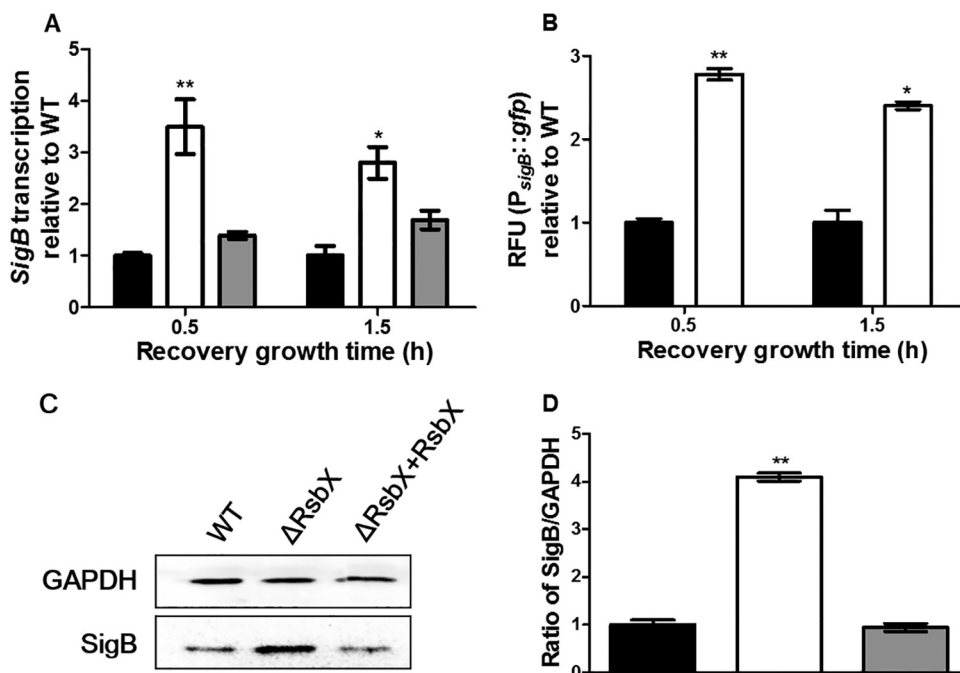 A
SigB transcription
relative to WT
5
4
3
2
1
0
**
*
0.5
1.5
Recovery growth time (h)
B
RFU (PsigB::gfp)
relative to WT
3
2
1
0
**
*
0.5
1.5
Recovery growth time (h)
C
WT
ΔRsbX
ΔRsbX+RsbX
GAPDH
SigB
D
Ratio of SigB/GAPDH
5
4
3
2
1
0
**